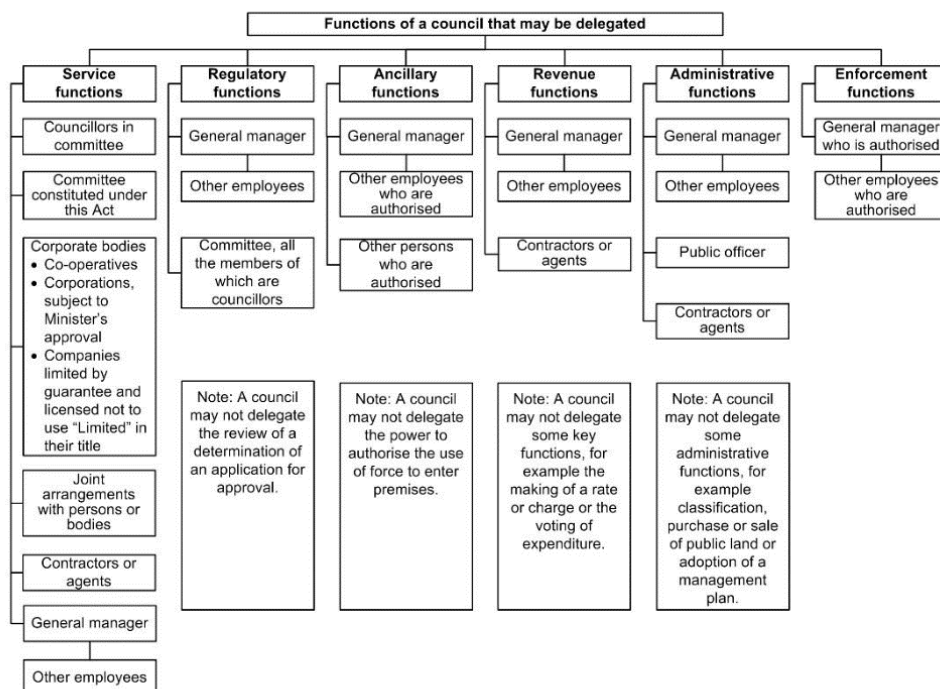 Functions of a council that may be delegated
Service
functions
Councillors in
committee
Committee
constituted under
this Act
Corporate bodies
• Co-operatives
• Corporations,
subject to
Minister's
approval
• Companies
limited by
guarantee and
licensed not to
use “Limited” in
their title
Joint
arrangements
with persons or
bodies
Contractors or
agents
General manager
Other employees
Regulatory
functions
General manager
Other employees
Committee, all
the members of
which are
councillors
Note: A council
may not delegate
the review of a
determination of
an application for
approval.
Ancillary
functions
General manager
Other employees
who are
authorised
Other persons
who are
authorised
Note: A council
may not delegate
the power to
authorise the use
of force to enter
premises.
Revenue
functions
General manager
Other employees
Contractors or
agents
Note: A council
may not delegate
some key
functions, for
example the
making of a rate
or charge or the
voting of
expenditure.
Administrative
functions
General manager
Other employees
Public officer
Contractors or
agents
Note: A council
may not delegate
some
administrative
functions, for
example
classification,
purchase or sale
of public land or
adoption of a
management
plan.
Enforcement
functions
General manager
who is authorised
Other employees
who are
authorised